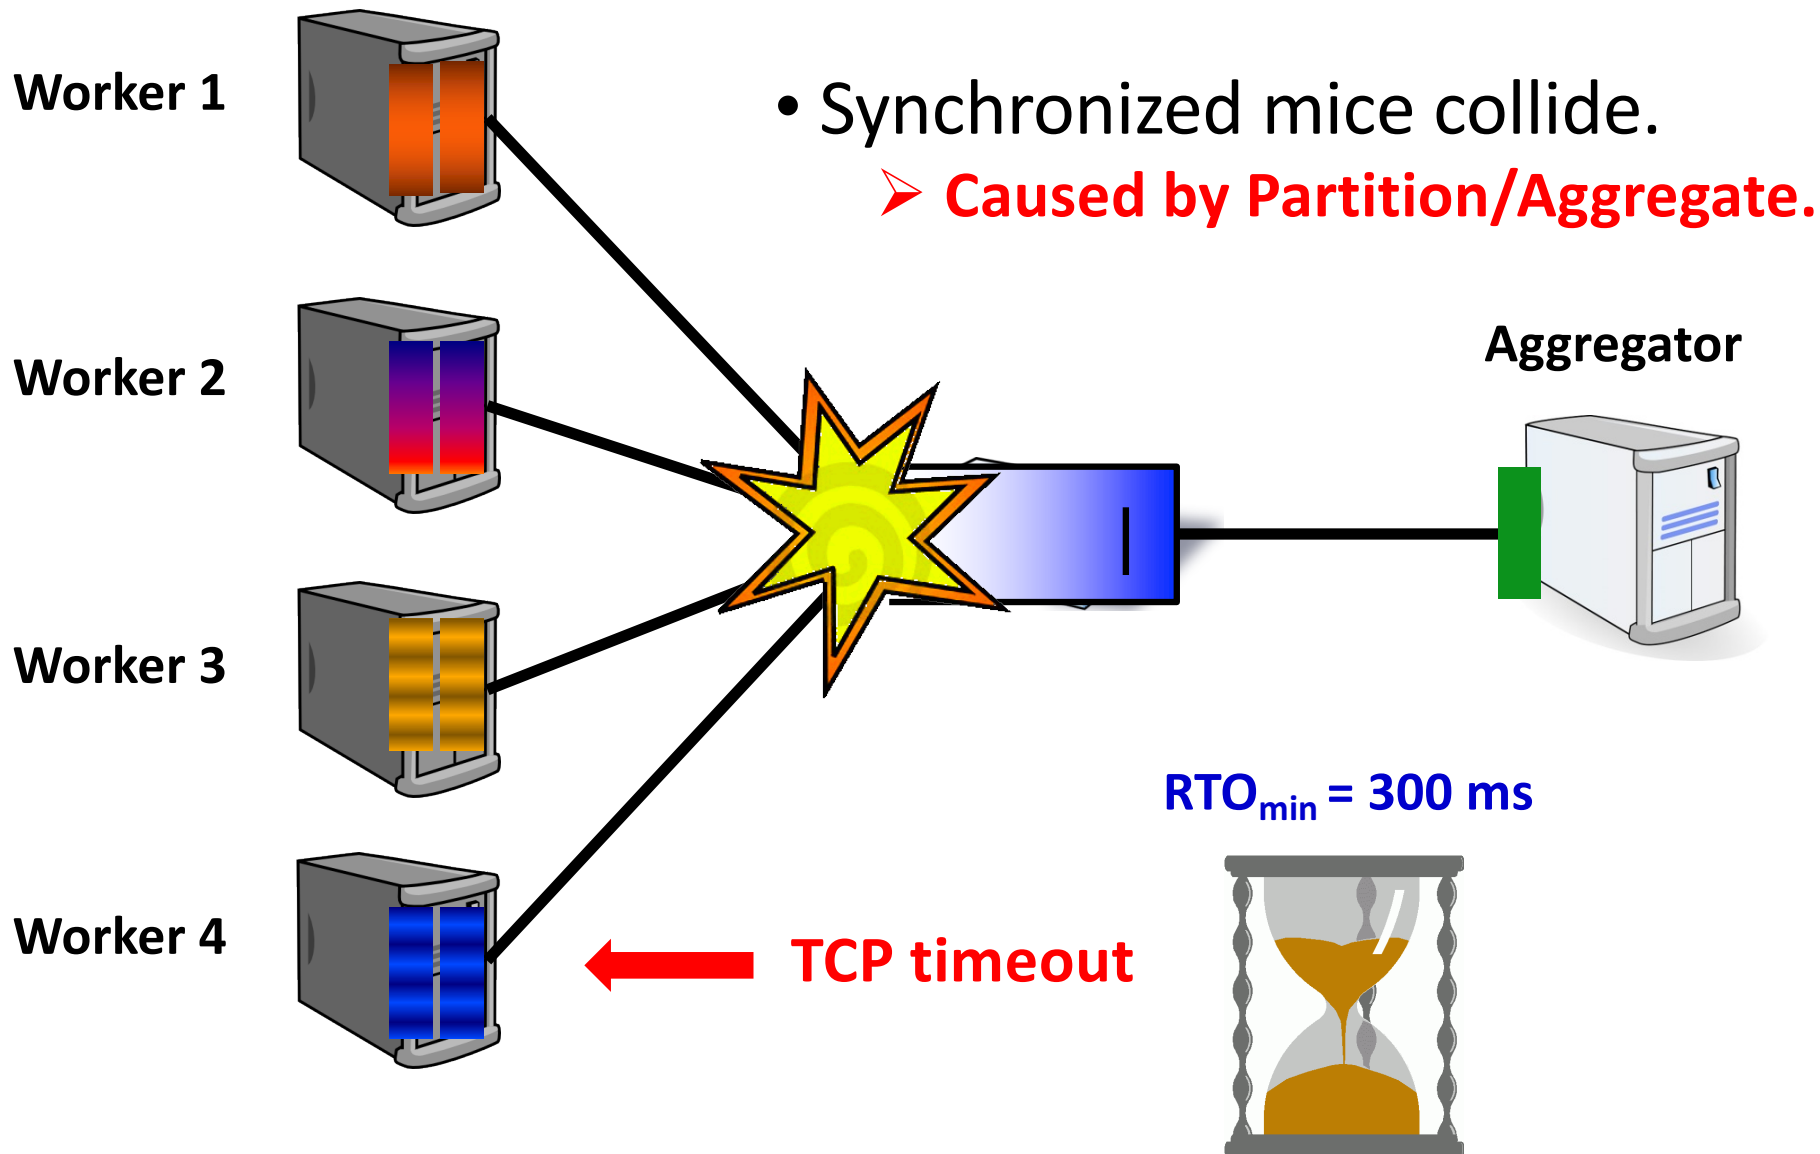 Worker 1
• Synchronized mice collide.
➢ Caused by Partition/Aggregate.
Worker 2
Aggregator
Worker 3
RTOmin = 300 ms
Worker 4
TCP timeout